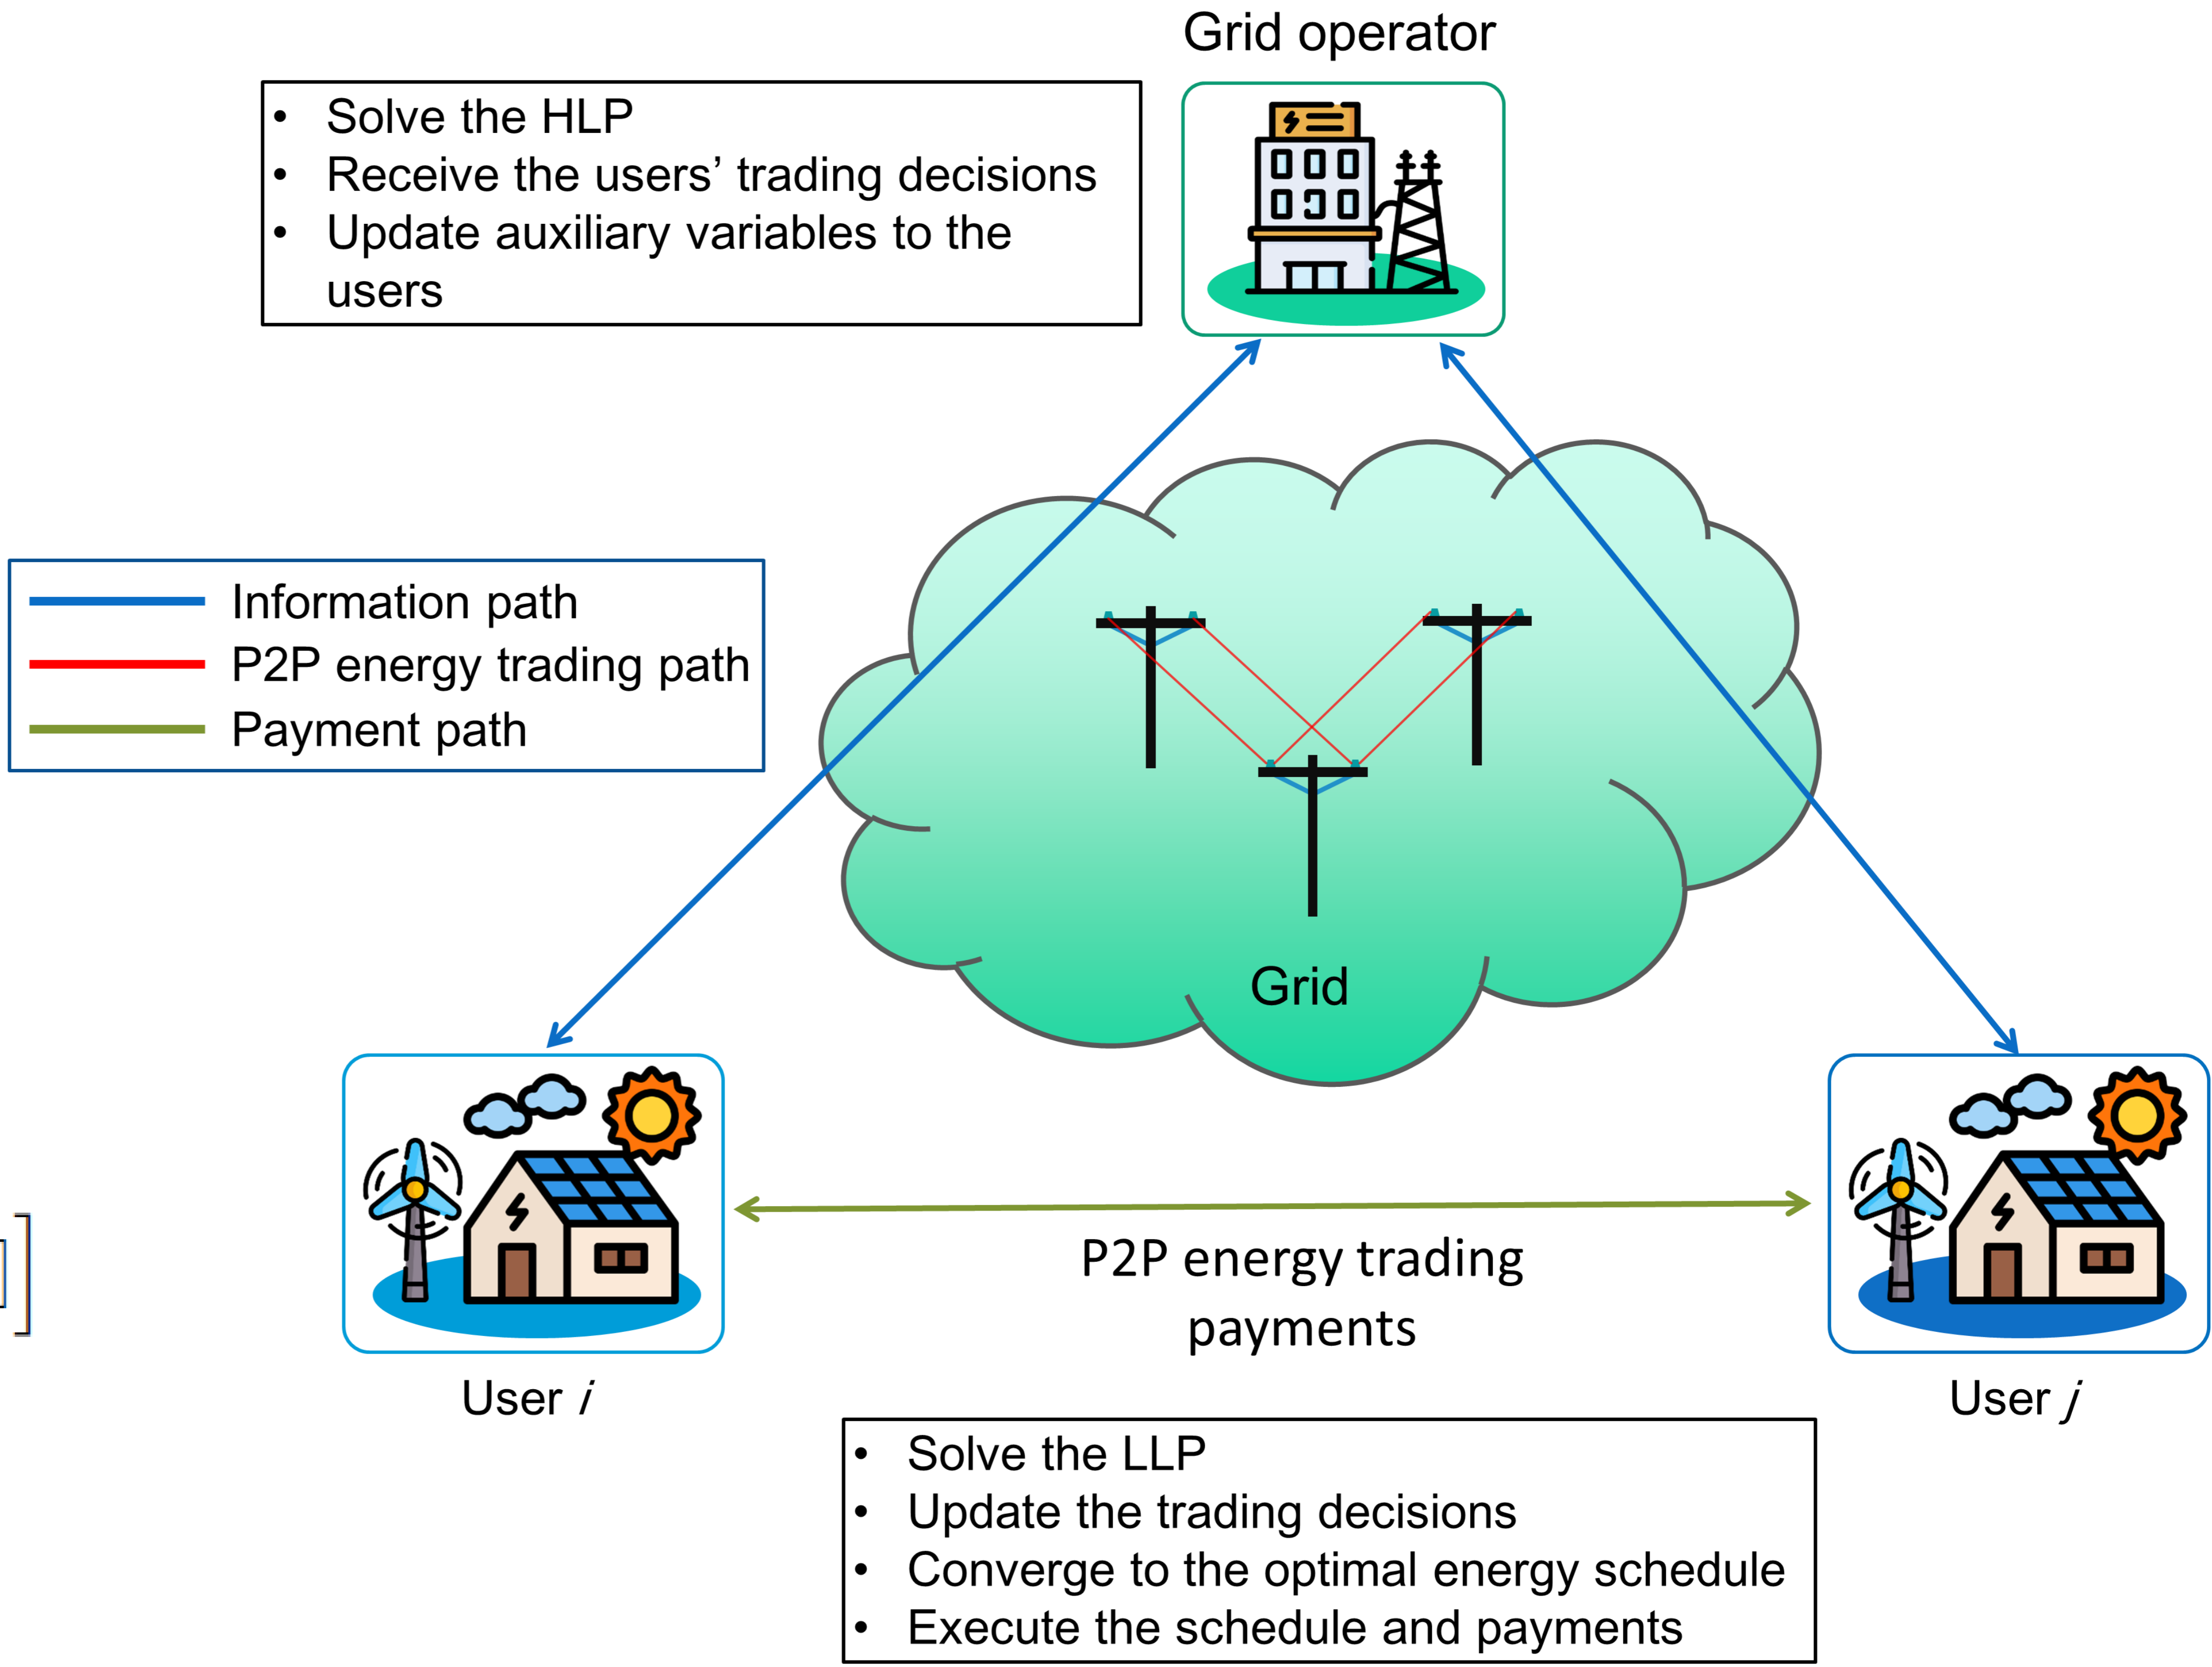 Grid operator
• Solve the HLP
• Receive the users’ trading decisions
• Update auxiliary variables to the
users
Information path
P2P energy trading path
Payment path
Grid
P2P energy trading
payments
User i
User j
• Solve the LLP
• Update the trading decisions
• Converge to the optimal energy schedule
• Execute the schedule and payments